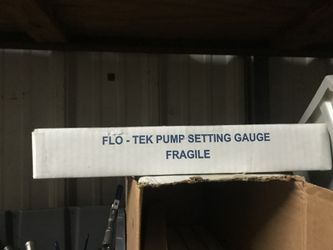 FLO - TEK PUMP SETTING GAUGE
FRAGILE